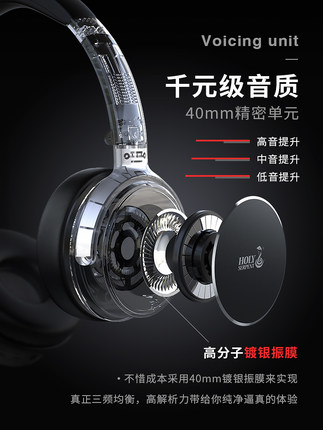 Voicing unit
千元级音质
40mm精密单元
高音提升
中音提升
低音提升
HOLY
SERPENT
高分子镀银振膜
·不惜成本采用40mm镀银振膜来实现
真正三频均衡，高解析力带给你纯净逼真的体验